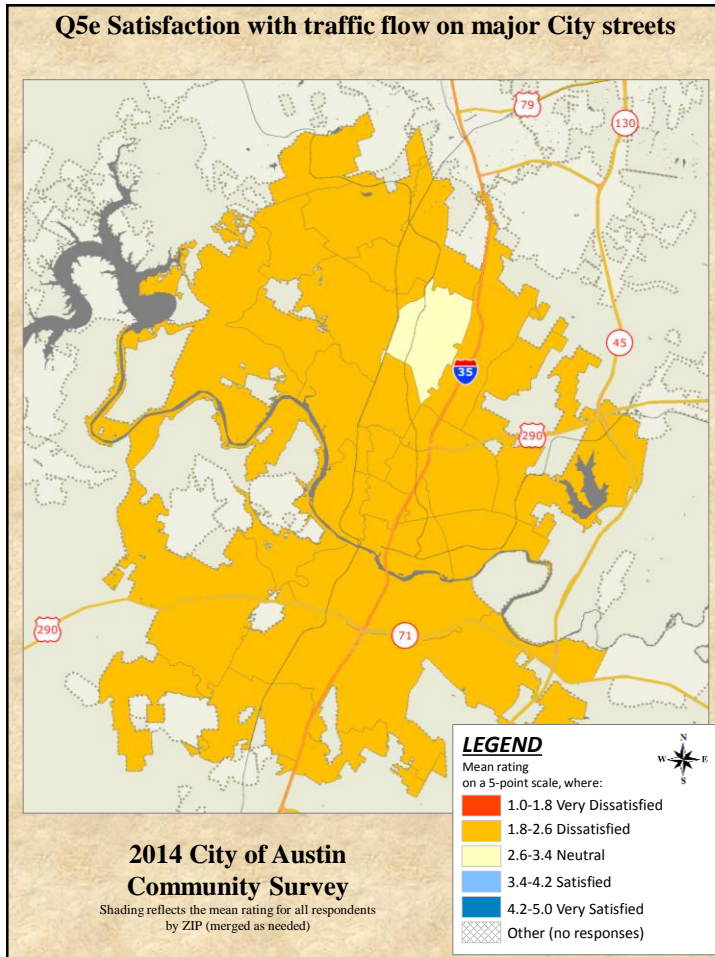 Q5e Satisfaction with traffic flow on major City streets
79
130
45
35
290
290
71
LEGEND
Mean rating
on a 5-point scale, where:
1.0-1.8 Very Dissatisfied
1.8-2.6 Dissatisfied
2.6-3.4 Neutral
3.4-4.2 Satisfied
4.2-5.0 Very Satisfied
Other (no responses)
N
W E
S
2014 City of Austin
Community Survey
Shading reflects the mean rating for all respondents
by ZIP (merged as needed)